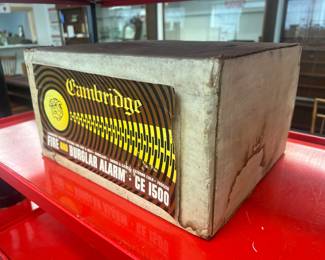 Cambridge
FIRE AND BURGLAR ALARM · CE 1500